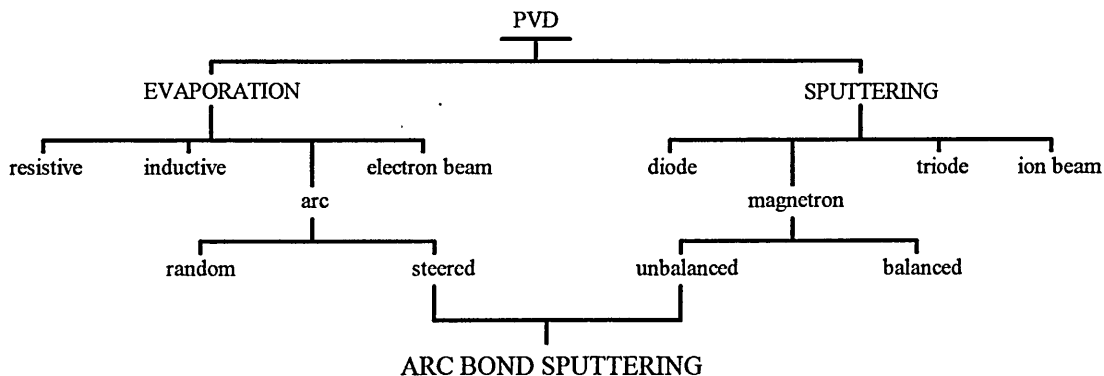 PVD
EVAPORATION SPUTTERING
resistive inductive electron beam diode triode ion beam
arc magnetron
random steered unbalanced balanced
ARC BOND SPUTTERING